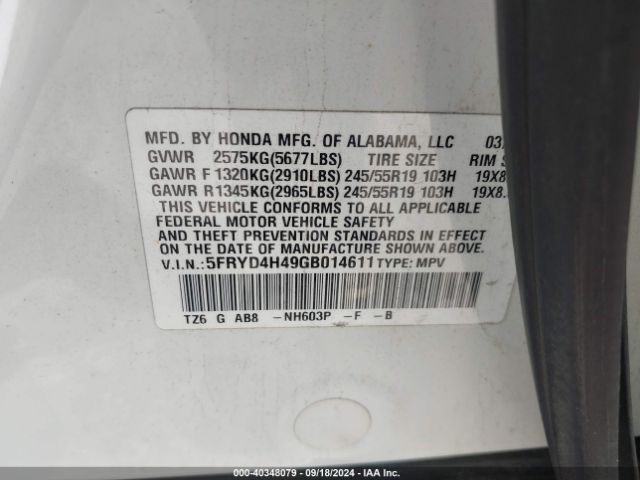 MFD. BY HONDA MFG. OF ALABAMA, LLC 03/
GVWR 2575KG(5677LBS) TIRE SIZE RIM S
GAWR F 1320KG(2910LBS) 245/55R19 103H 19X8.
GAWR R 1345KG(2965LBS) 245/55R19 103H 19X8.
THIS VEHICLE CONFORMS TO ALL APPLICABLE
FEDERAL MOTOR VEHICLE SAFETY
AND THEFT PREVENTION STANDARDS IN EFFECT ON
THE DATE OF MANUFACTURE SHOWN ABOVE.
V.I.N.: 5FRYD4H49GB014611 TYPE: MPV
TZ6 G AB8 -NH603P -F -B
000-40348079 - 09/18/2024 - IAA Inc.